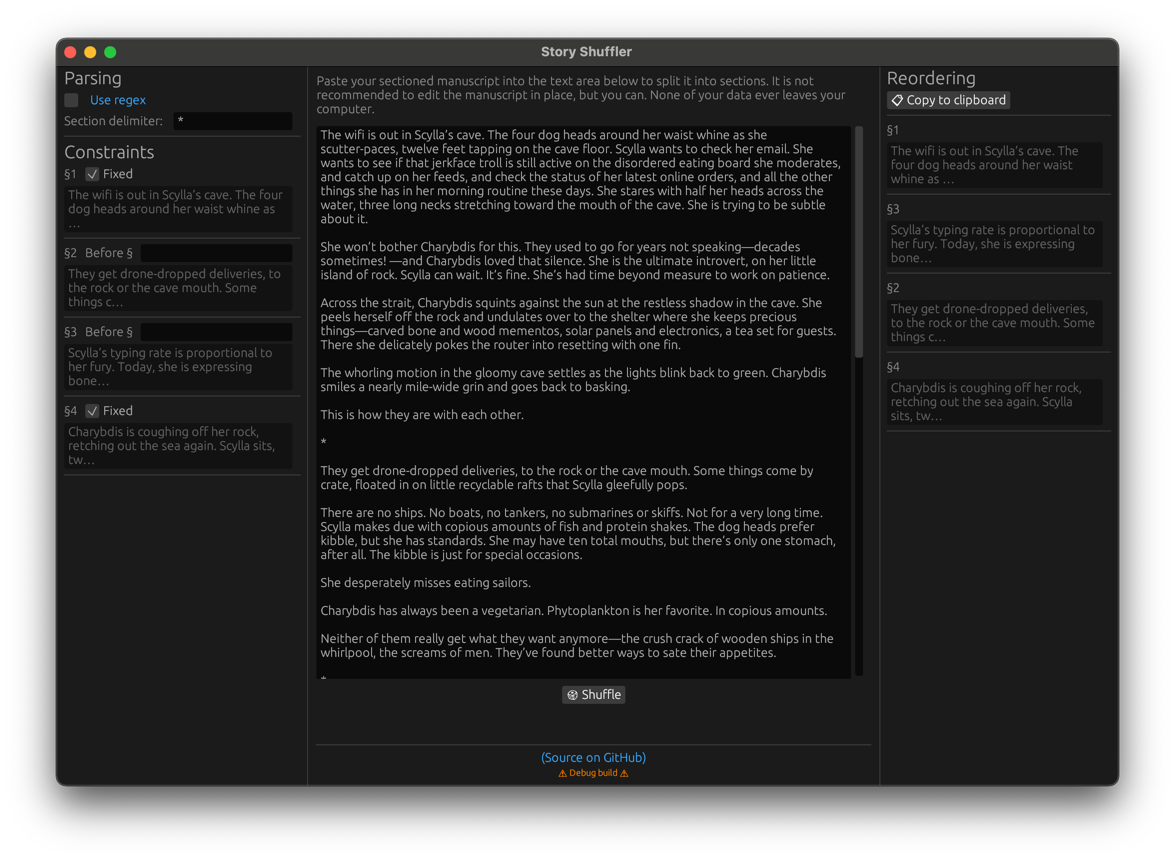 Story Shuffler
Parsing
Use regex
Section delimiter: *
Constraints
§1 Fixed
The wifi is out in Scylla’s cave. The four
dog heads around her waist whine as
…
§2 Before §
They get drone-dropped deliveries, to
the rock or the cave mouth. Some
things c…
§3 Before §
Scylla’s typing rate is proportional to
her fury. Today, she is expressing
bone…
§4 Fixed
Charybdis is coughing off her rock,
retching out the sea again. Scylla sits,
tw…
Paste your sectioned manuscript into the text area below to split it into sections. It is not
recommended to edit the manuscript in place, but you can. None of your data ever leaves your
computer.
The wifi is out in Scylla’s cave. The four dog heads around her waist whine as she
scutter-paces, twelve feet tapping on the cave floor. Scylla wants to check her email. She
wants to see if that jerkface troll is still active on the disordered eating board she moderates,
and catch up on her feeds, and check the status of her latest online orders, and all the other
things she has in her morning routine these days. She stares with half her heads across the
water, three long necks stretching toward the mouth of the cave. She is trying to be subtle
about it.
She won’t bother Charybdis for this. They used to go for years not speaking—decades
sometimes! —and Charybdis loved that silence. She is the ultimate introvert, on her little
island of rock. Scylla can wait. It’s fine. She’s had time beyond measure to work on patience.
Across the strait, Charybdis squints against the sun at the restless shadow in the cave. She
peels herself off the rock and undulates over to the shelter where she keeps precious
things—carved bone and wood mementos, solar panels and electronics, a tea set for guests.
There she delicately pokes the router into resetting with one fin.
The whorling motion in the gloomy cave settles as the lights blink back to green. Charybdis
smiles a nearly mile-wide grin and goes back to basking.
This is how they are with each other.
*
They get drone-dropped deliveries, to the rock or the cave mouth. Some things come by
crate, floated in on little recyclable rafts that Scylla gleefully pops.
There are no ships. No boats, no tankers, no submarines or skiffs. Not for a very long time.
Scylla makes due with copious amounts of fish and protein shakes. The dog heads prefer
kibble, but she has standards. She may have ten total mouths, but there’s only one stomach,
after all. The kibble is just for special occasions.
She desperately misses eating sailors.
Charybdis has always been a vegetarian. Phytoplankton is her favorite. In copious amounts.
Neither of them really get what they want anymore—the crush crack of wooden ships in the
whirlpool, the screams of men. They’ve found better ways to sate their appetites.
*
Shuffle
(Source on GitHub)
⚠ Debug build ⚠
Reordering
Copy to clipboard
§1
The wifi is out in Scylla’s cave. The
four dog heads around her waist
whine as …
§3
Scylla’s typing rate is proportional to
her fury. Today, she is expressing
bone…
§2
They get drone-dropped deliveries,
to the rock or the cave mouth. Some
things c…
§4
Charybdis is coughing off her rock,
retching out the sea again. Scylla
sits, tw…